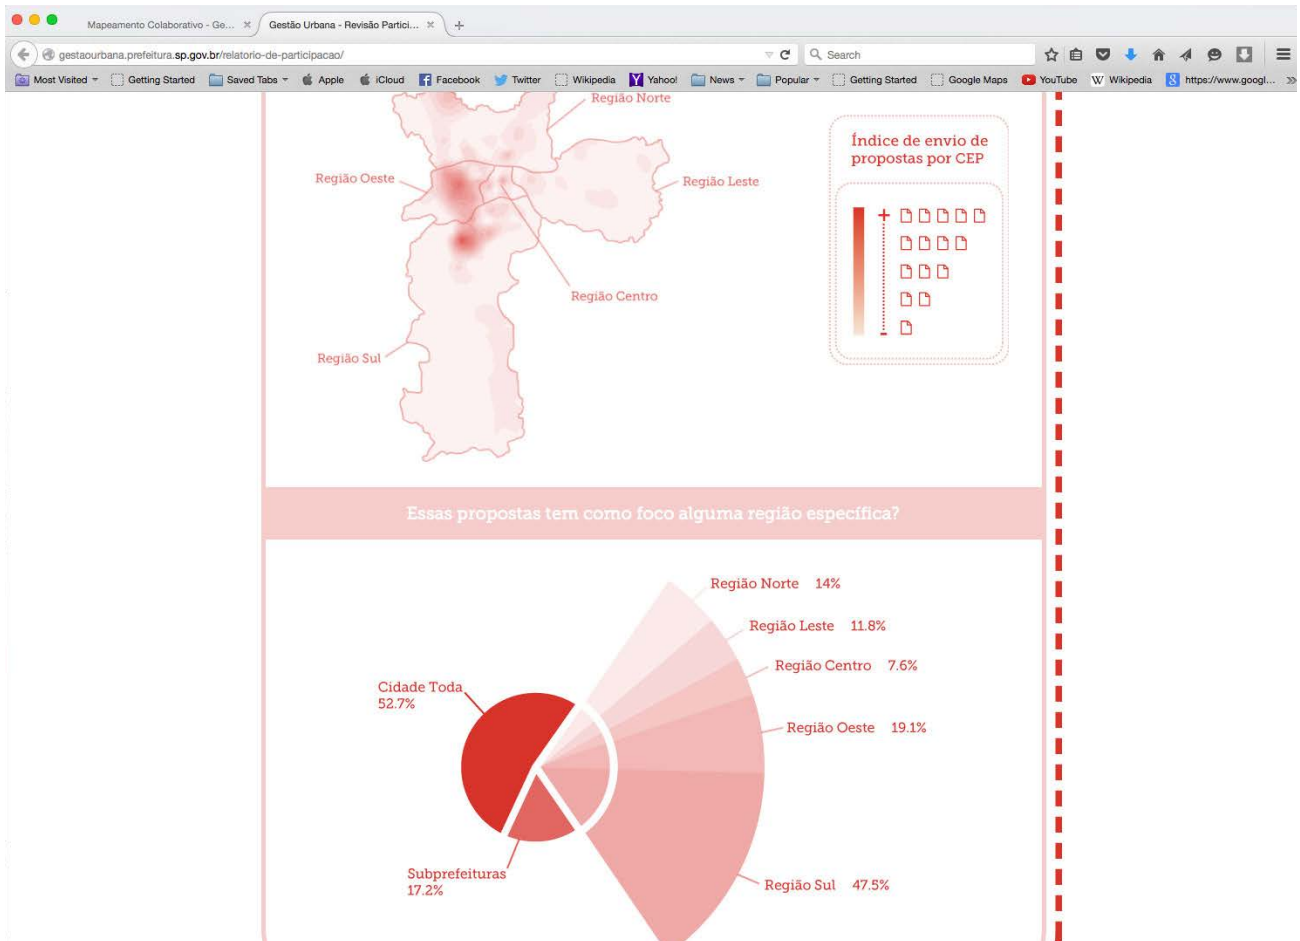 Mapeamento Colaborativo - Ge...
Gestão Urbana - Revisão Partici...
gestaourbana.prefeitura.sp.gov.br/relatorio-de-participacao/
Search
Most Visited
Getting Started
Saved Tabs
Apple
iCloud
Facebook
Twitter
Wikipedia
Yahoo!
News
Popular
Getting Started
Google Maps
YouTube
W Wikipedia
https://www.googl...
Região Norte
Região Oeste
Região Leste
Região Centro
Região Sul
Índice de envio de
propostas por CEP
+
-
Essas propostas tem como foco alguma região específica?
Região Norte 14%
Região Leste 11.8%
Região Centro 7.6%
Região Oeste 19.1%
Região Sul 47.5%
Cidade Toda
52.7%
Subprefeituras
17.2%